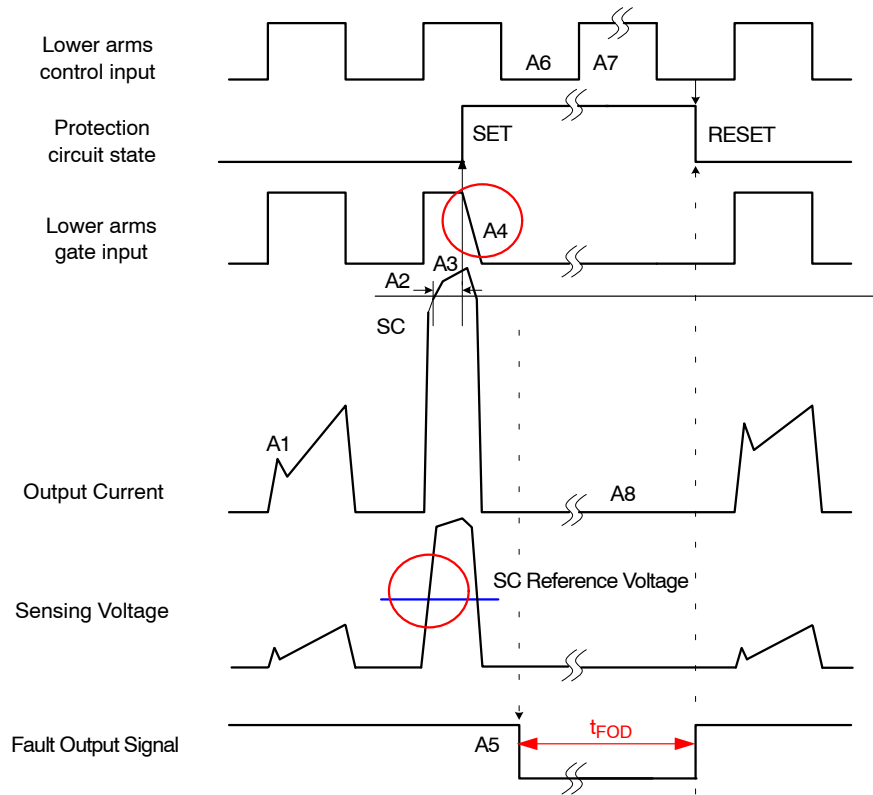 Lower arms
control input
A6
A7
Protection
circuit state
SET
RESET
Lower arms
gate input
A4
A3
A2
SC
A1
Output Current
A8
SC Reference Voltage
Sensing Voltage
Fault Output Signal
A5
tFOD